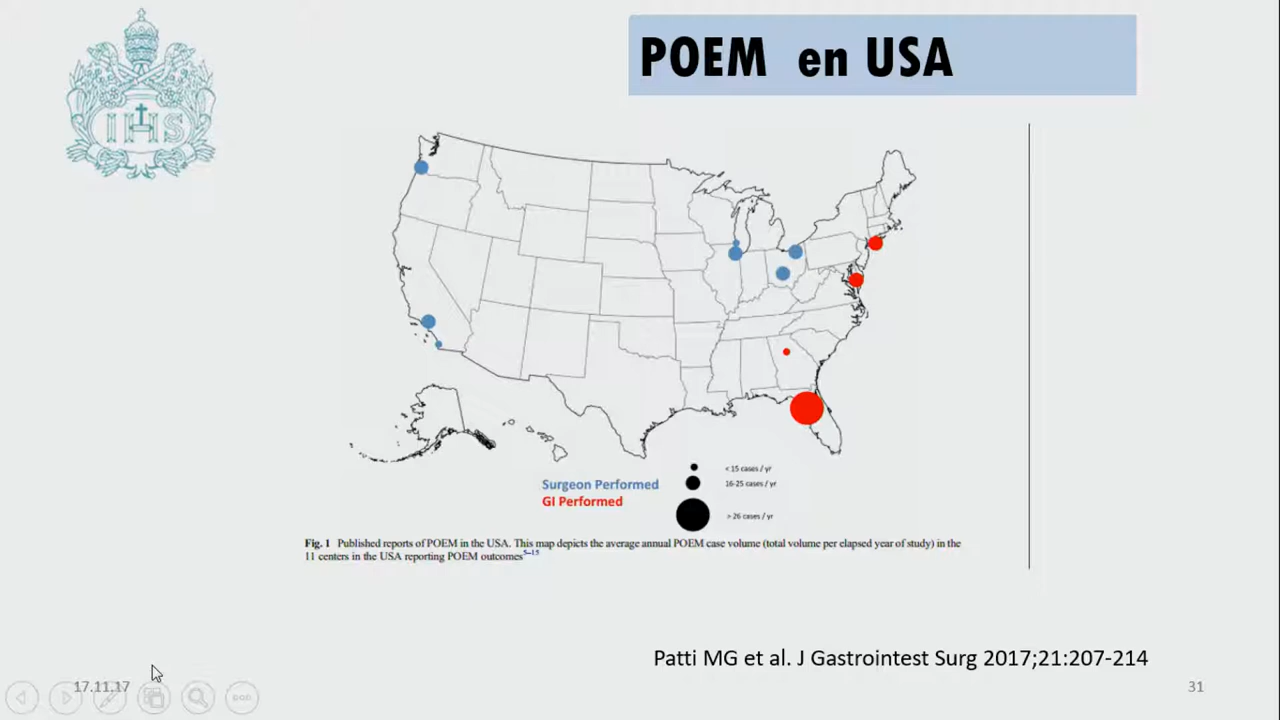 IHS
POEM en USA
Surgeon Performed
GI Performed
< 15 cases / yr
16-25 cases / yr
> 26 cases / yr
Fig. 1 Published reports of POEM in the USA. This map depicts the average annual POEM case volume (total volume per elapsed year of study) in the
11 centers in the USA reporting POEM outcomes5–15
Patti MG et al. J Gastrointest Surg 2017;21:207-214
17.11.17
31